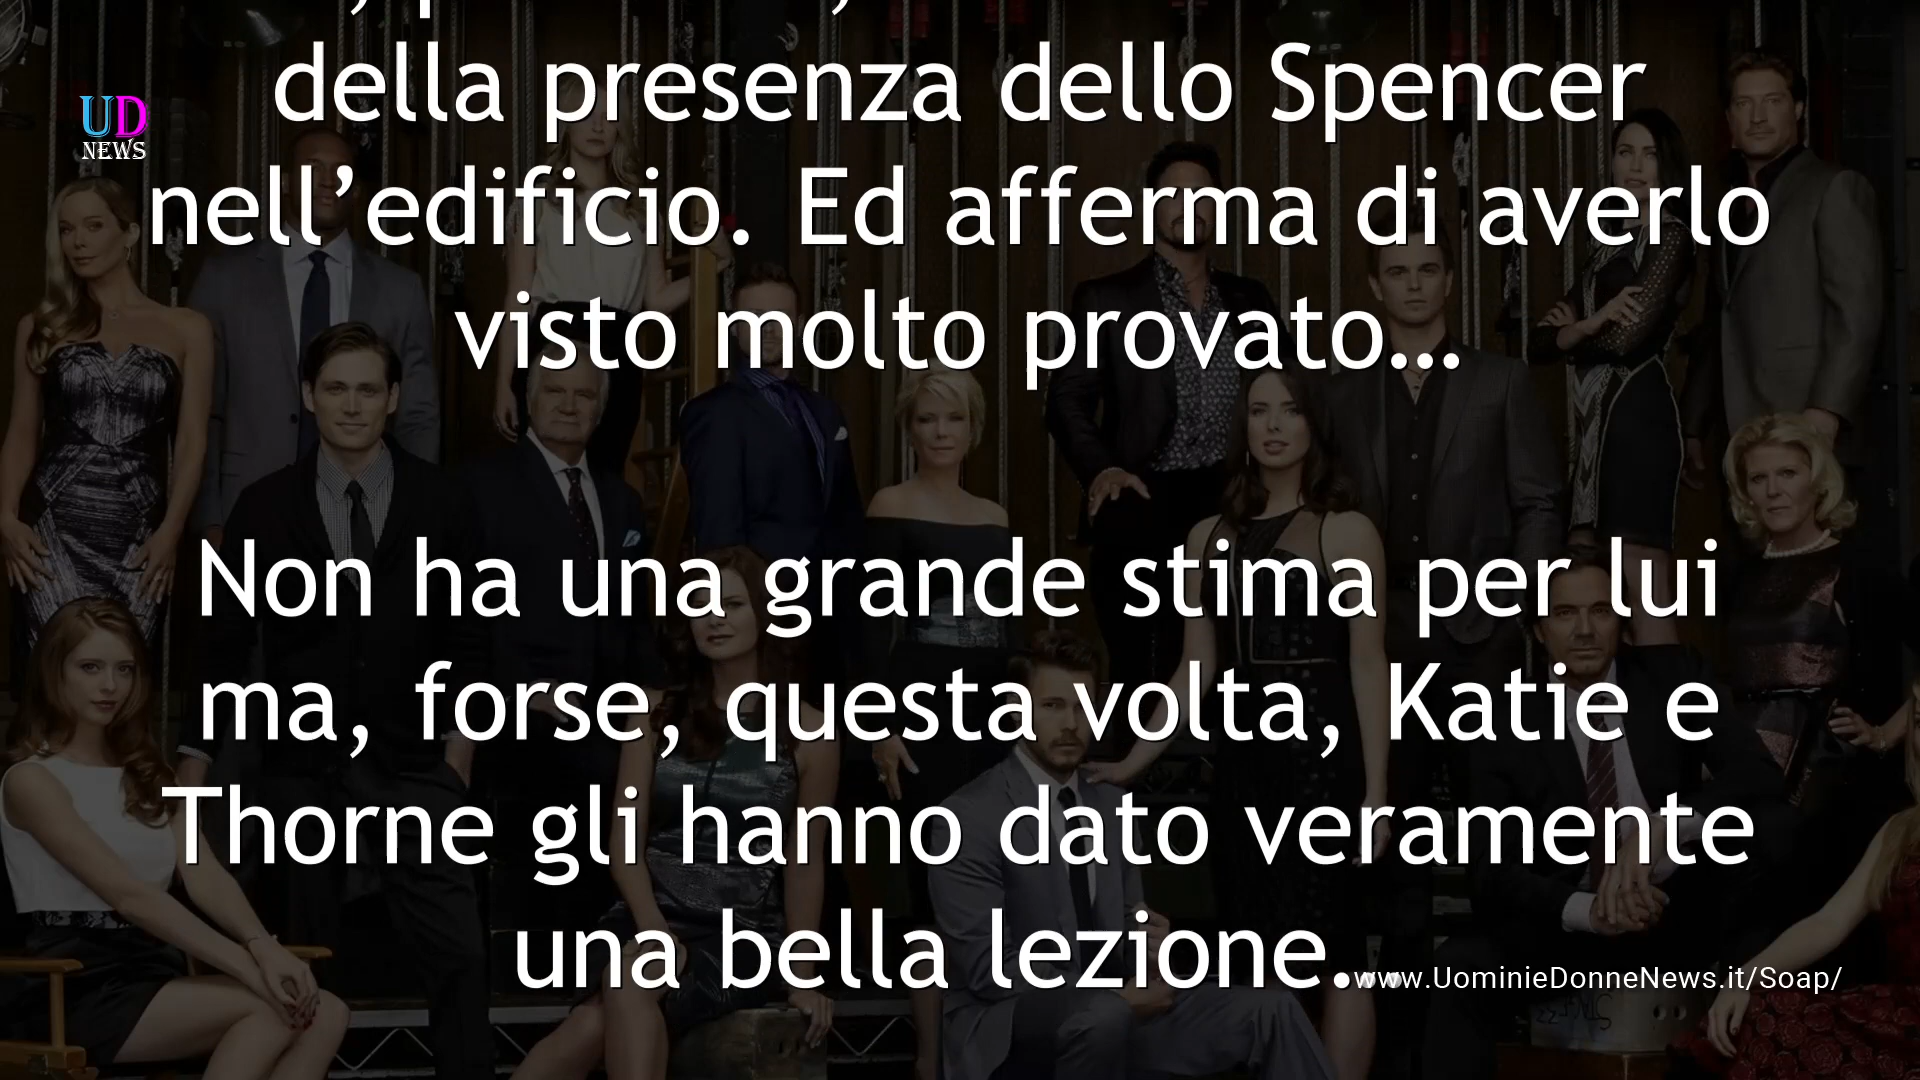 della presenza dello Spencer
UD
NEWS
nell’edificio. Ed afferma di averlo
visto molto provato...
Non ha una grande stima per lui
ma, forse, questa volta, Katie e
Thorne gli hanno dato veramente
una bella lezione.
www.UominieDonneNews.it/Soap/